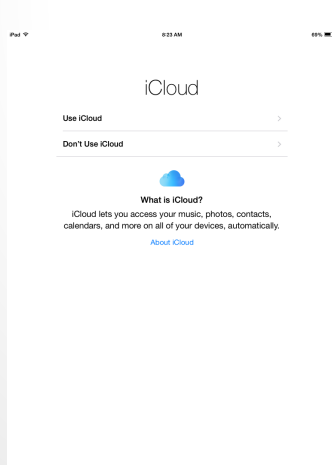 iPad 8:23 AM 89%
iCloud
Use iCloud
Don't Use iCloud
What is iCloud?
iCloud lets you access your music, photos, contacts,
calendars, and more on all of your devices, automatically.
About iCloud